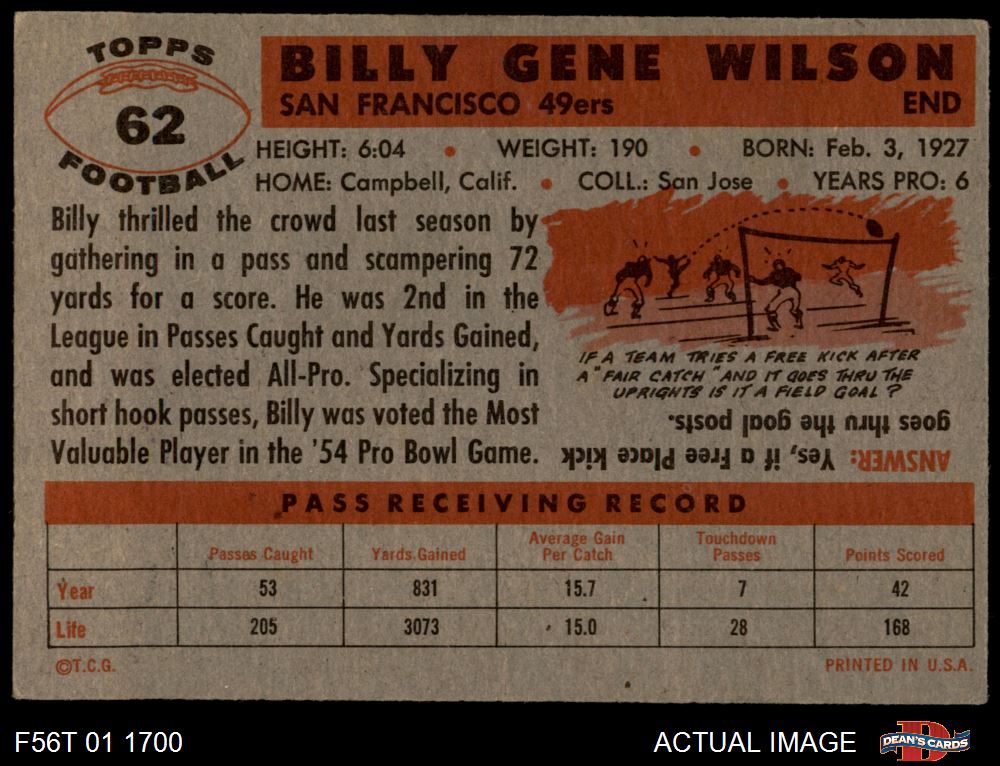 TOPPS
62
FOOTBALL
BILLY GENE WILSON
SAN FRANCISCO 49ers END
HEIGHT: 6:04 • WEIGHT: 190 • BORN: Feb. 3, 1927
HOME: Campbell, Calif. • COLL.: San Jose • YEARS PRO: 6
Billy thrilled the crowd last season by
gathering in a pass and scampering 72
yards for a score. He was 2nd in the
League in Passes Caught and Yards Gained,
and was elected All-Pro. Specializing in
short hook passes, Billy was voted the Most
Valuable Player in the '54 Pro Bowl Game.
IF A TEAM TRIES A FREE KICK AFTER
A "FAIR CATCH" AND IT GOES THRU THE
UPRIGHTS IS IT A FIELD GOAL ?
ANSWER: Yes, if a Free Place kick
goes thru the goal posts.
PASS RECEIVING RECORD
Passes Caught Yards Gained Average Gain Per Catch Touchdown Passes Points Scored
Year 53 831 15.7 7 42
Life 205 3073 15.0 28 168
©T.C.G. PRINTED IN U.S.A.
F56T 01 1700 ACTUAL IMAGE D DEAN'S CARDS